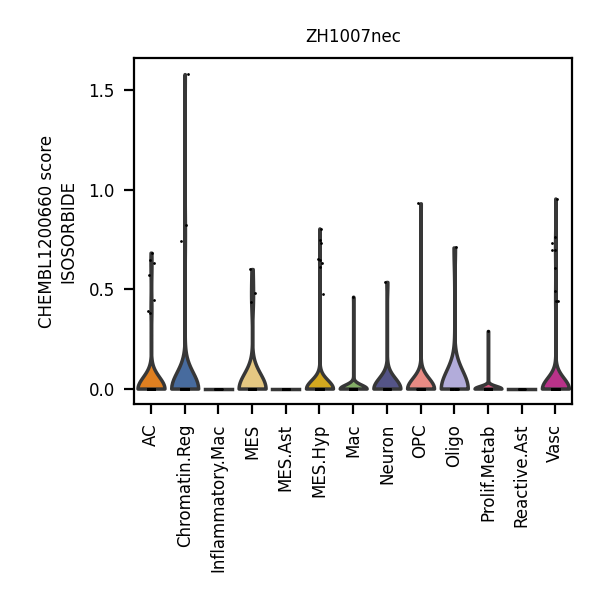 ZH1007nec
CHEMBL1200660 score
ISOSORBIDE
1.5
1.0
0.5
0.0
AC
Chromatin.Reg
Inflammatory.Mac
MES
MES.Ast
MES.Hyp
Mac
Neuron
OPC
Oligo
Prolif.Metab
Reactive.Ast
Vasc